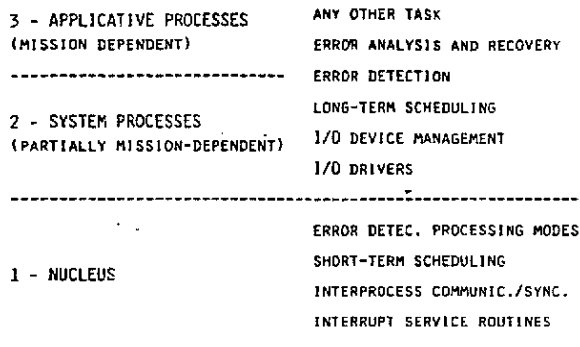 3 - APPLICATIVE PROCESSES
(MISSION DEPENDENT)
ANY OTHER TASK
ERROR ANALYSIS AND RECOVERY
ERROR DETECTION
2 - SYSTEM PROCESSES
(PARTIALLY MISSION-DEPENDENT)
LONG-TERM SCHEDULING
I/O DEVICE MANAGEMENT
I/O DRIVERS
1 - NUCLEUS
ERROR DETEC. PROCESSING MODES
SHORT-TERM SCHEDULING
INTERPROCESS COMMUNIC./SYNC.
INTERRUPT SERVICE ROUTINES